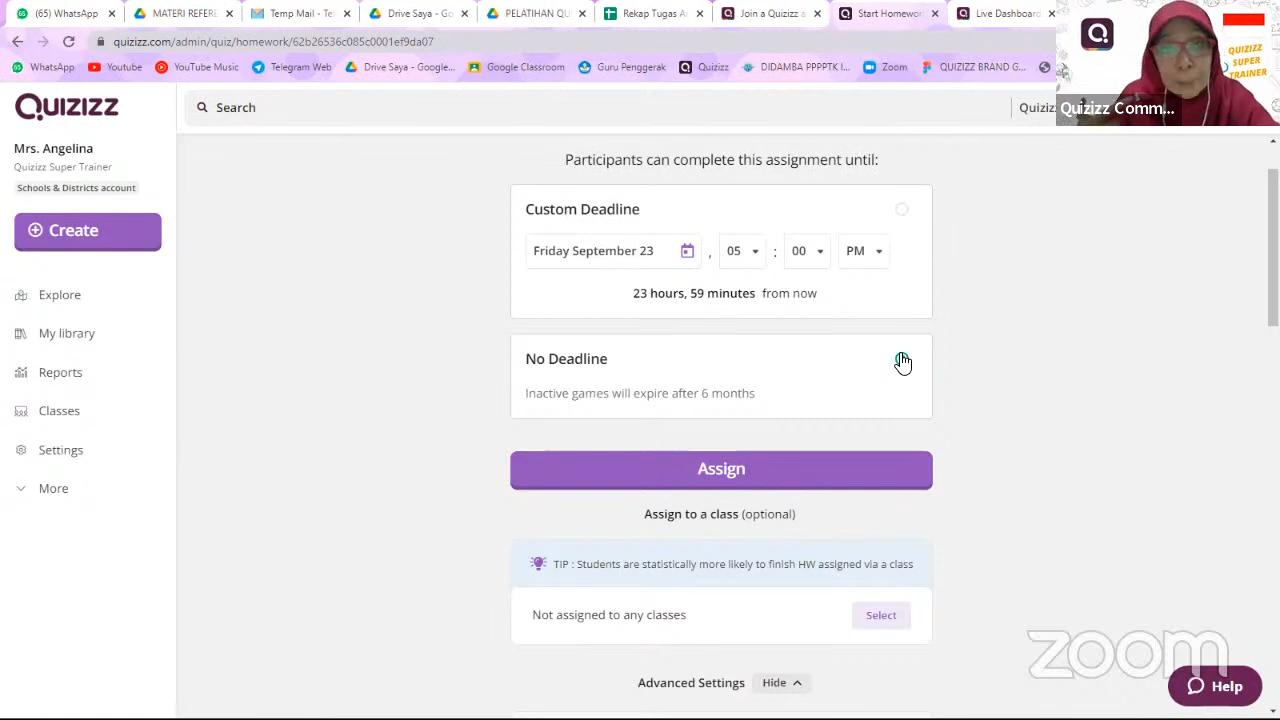 WhatsApp
MATERI REFERE
Temp Mail - Te
Drive Saya - G
Rekap Tugas A
Join a Quizizz a
Start Homewor
Live Dashboard
quizizz.com/admin/quiz/homework/
WhatsApp
Youtube
YouTube Music
Telegram Web
Drive Saya - Google...
Google Classroom
Guru Penggerak
Quizizz
DIDAMBA PPPPTK I...
Zoom
QUIZIZZ BRAND G...
QUIZIZZ
SUPER
TRAINER
Quizizz Comm...
QUIZIZZ
Search
Quiziz
Mrs. Angelina
Quizizz Super Trainer
Schools & Districts account
Create
Explore
My library
Reports
Classes
Settings
More
Participants can complete this assignment until:
Custom Deadline
Friday September 23 , 05 : 00 PM
23 hours, 59 minutes from now
No Deadline
Inactive games will expire after 6 months
Assign
Assign to a class (optional)
TIP : Students are statistically more likely to finish HW assigned via a class
Not assigned to any classes
Select
Advanced Settings Hide
zoom
Help